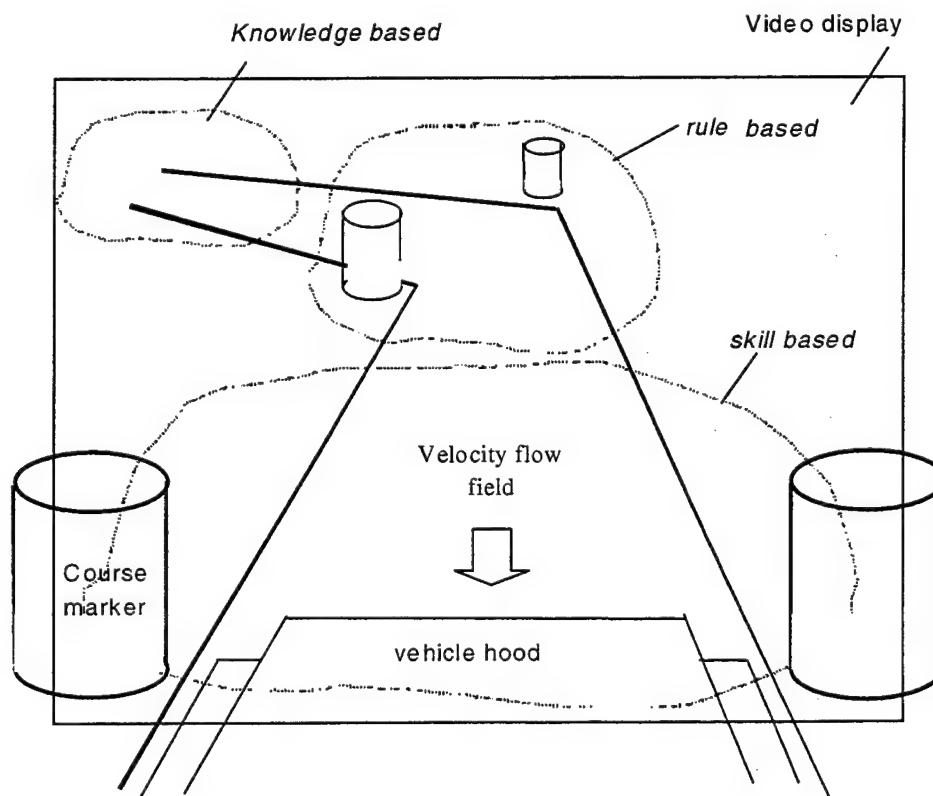 Knowledge based
Video display
rule based
skill based
Velocity flow
field
Course
marker
vehicle hood